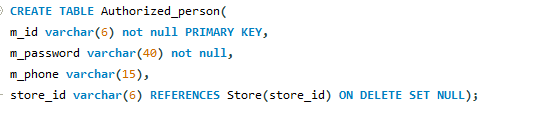 CREATE TABLE Authorized_person(
m_id varchar(6) not null PRIMARY KEY,
m_password varchar(40) not null,
m_phone varchar(15),
store_id varchar(6) REFERENCES Store(store_id) ON DELETE SET NULL);